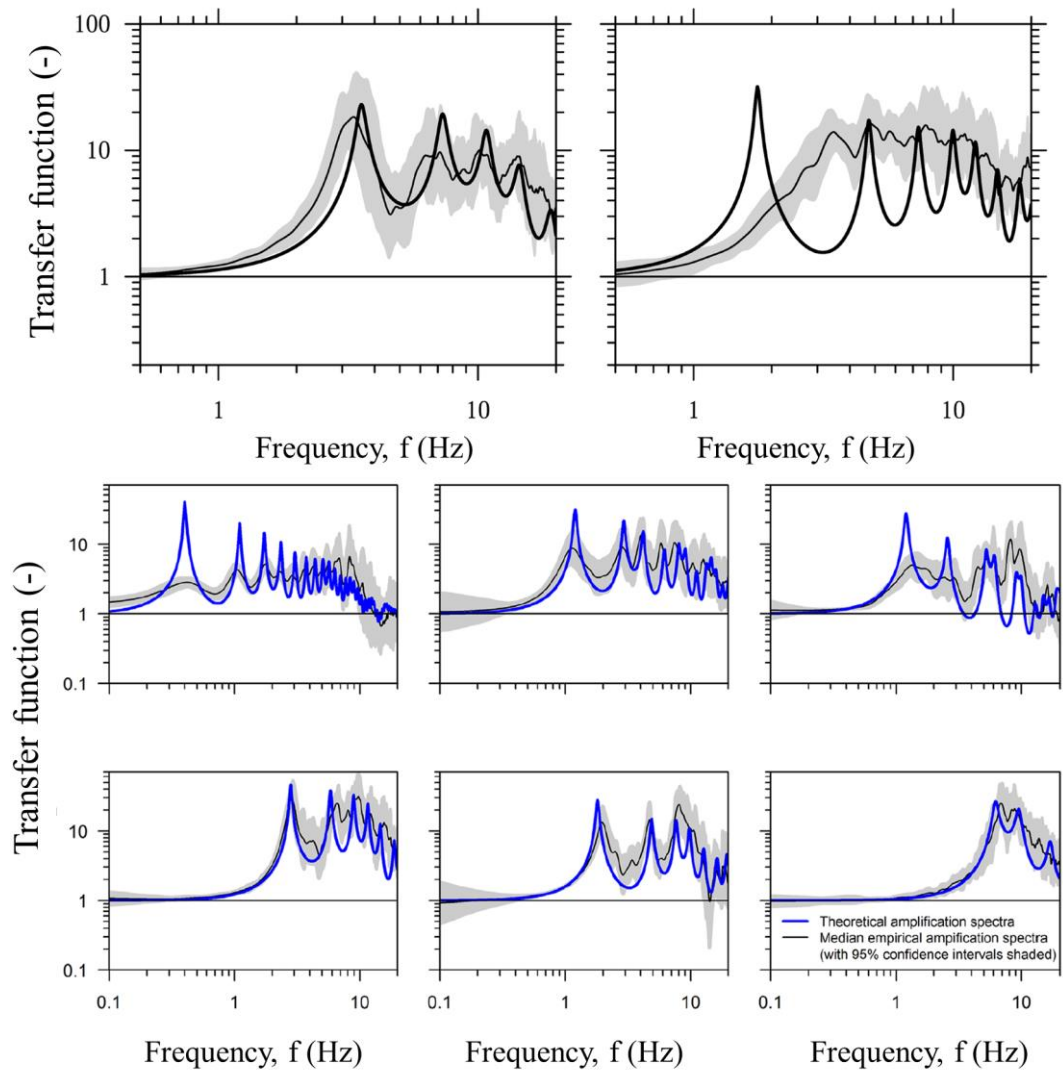 100
10
1
Transfer function (-)
1 10 1 10
Frequency, f (Hz) Frequency, f (Hz)
10
1
0.1
10
1
0.1
Transfer function (-)
Theoretical amplification spectra
Median empirical ampification spectra
(with 95% confidence intervals shaded)
0.1 1 10 0.1 1 10 0.1 1 10
Frequency, f (Hz) Frequency, f (Hz) Frequency, f (Hz)